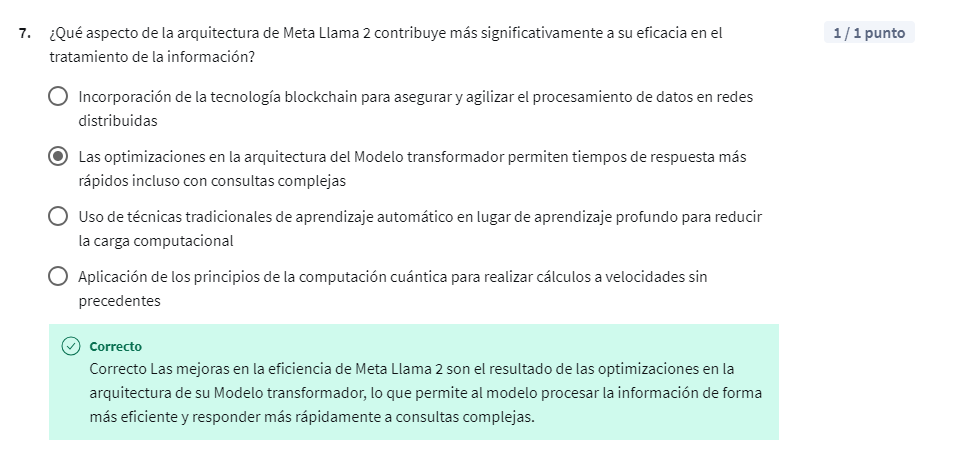 7. ¿Qué aspecto de la arquitectura de Meta Llama 2 contribuye más significativamente a su eficacia en el
tratamiento de la información?
1 / 1 punto
Incorporación de la tecnología blockchain para asegurar y agilizar el procesamiento de datos en redes
distribuidas
Las optimizaciones en la arquitectura del Modelo transformador permiten tiempos de respuesta más
rápidos incluso con consultas complejas
Uso de técnicas tradicionales de aprendizaje automático en lugar de aprendizaje profundo para reducir
la carga computacional
Aplicación de los principios de la computación cuántica para realizar cálculos a velocidades sin
precedentes
Correcto
Correcto Las mejoras en la eficiencia de Meta Llama 2 son el resultado de las optimizaciones en la
arquitectura de su Modelo transformador, lo que permite al modelo procesar la información de forma
más eficiente y responder más rápidamente a consultas complejas.